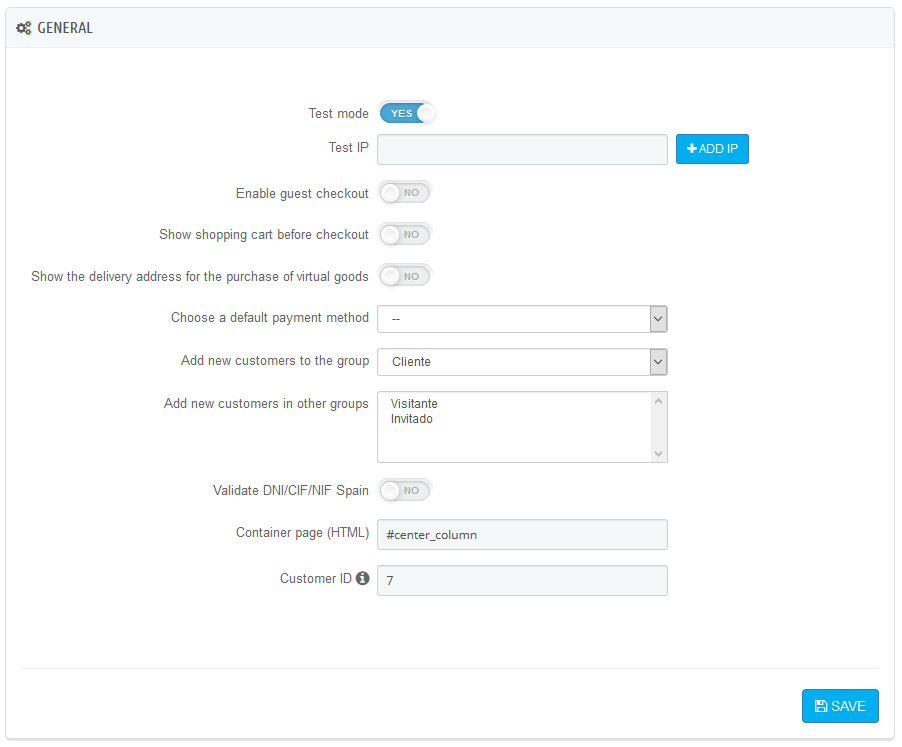 GENERAL
Test mode YES
Test IP ADD IP
Enable guest checkout NO
Show shopping cart before checkout NO
Show the delivery address for the purchase of virtual goods NO
Choose a default payment method --
Add new customers to the group Cliente
Add new customers in other groups Visitante
Invitado
Validate DNI/CIF/NIF Spain NO
Container page (HTML) #center_column
Customer ID 7
SAVE